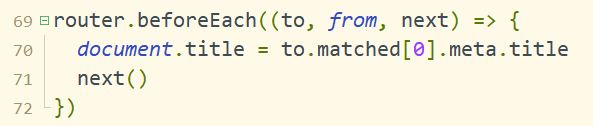 69 router.beforeEach((to, from, next) => {
70 document.title = to.matched[0].meta.title
71 next()
72 })